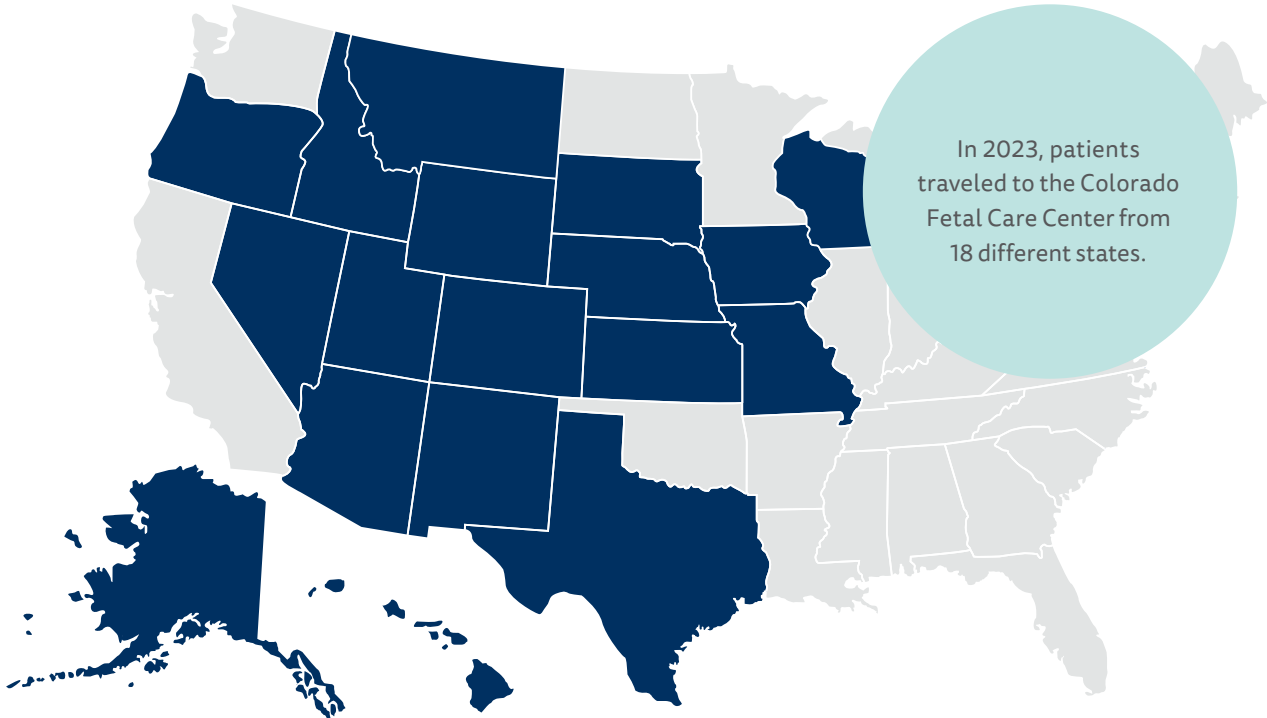 In 2023, patients
traveled to the Colorado
Fetal Care Center from
18 different states.